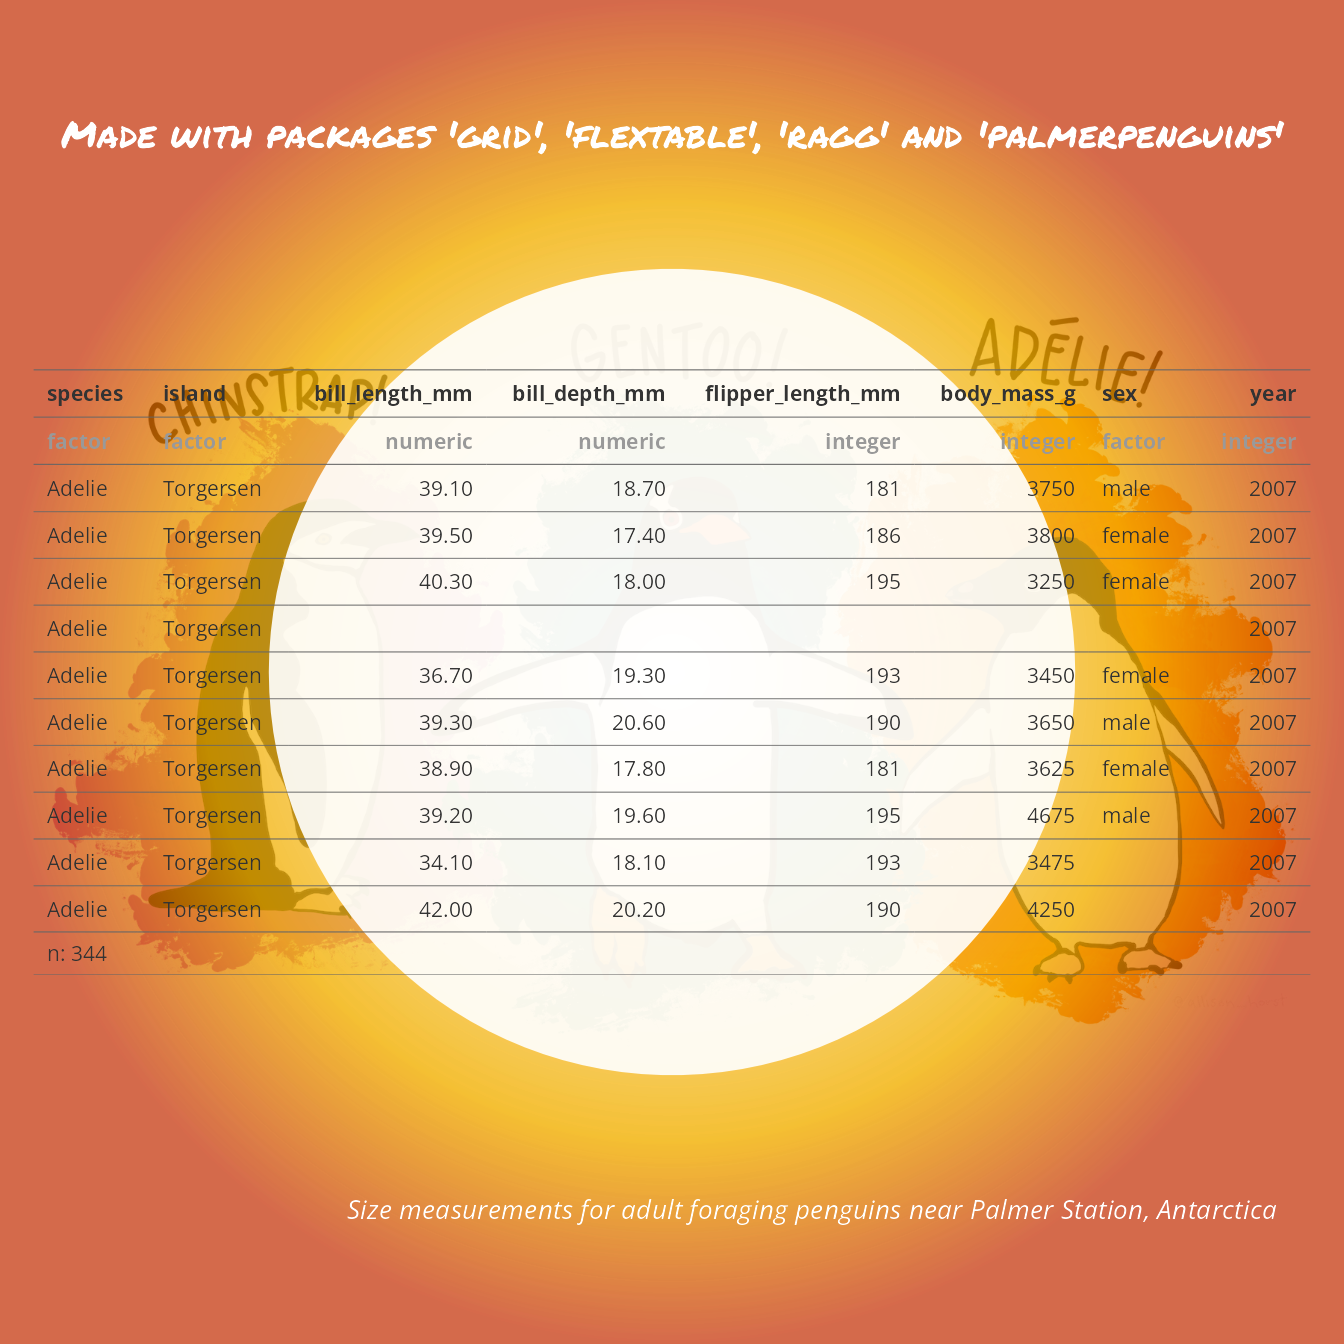 Made with packages 'grid', 'flextable', 'ragg' and 'palmerpenguins'
GENTOO!
ADÉLIE!
CHINSTRAP!
species island bill_length_mm bill_depth_mm flipper_length_mm body_mass_g sex year
factor factor numeric numeric integer integer factor integer
Adelie Torgersen 39.10 18.70 181 3750 male 2007
Adelie Torgersen 39.50 17.40 186 3800 female 2007
Adelie Torgersen 40.30 18.00 195 3250 female 2007
Adelie Torgersen 2007
Adelie Torgersen 36.70 19.30 193 3450 female 2007
Adelie Torgersen 39.30 20.60 190 3650 male 2007
Adelie Torgersen 38.90 17.80 181 3625 female 2007
Adelie Torgersen 39.20 19.60 195 4675 male 2007
Adelie Torgersen 34.10 18.10 193 3475 2007
Adelie Torgersen 42.00 20.20 190 4250 2007
n: 344
Size measurements for adult foraging penguins near Palmer Station, Antarctica